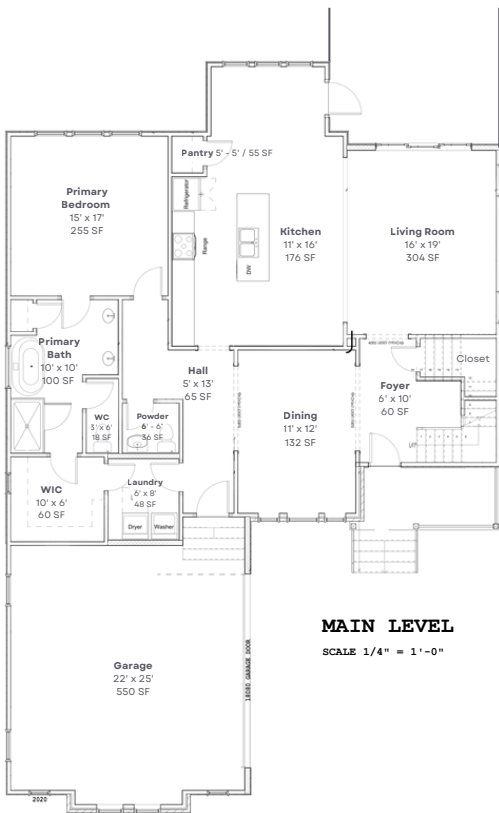 Pantry 5' - 5' / 55 SF
Primary
Bedroom
15' x 17'
255 SF
Refrigerator
Range
DW
Kitchen
11' x 16'
176 SF
Living Room
16' x 19'
304 SF
Primary
Bath
10' x 10'
100 SF
Closet
Hall
5' x 13'
65 SF
Foyer
6' x 10'
60 SF
WC
3' x 6'
18 SF
Powder
6' - 6'
36 SF
Dining
11' x 12'
132 SF
WIC
10' x 6'
60 SF
Laundry
6' x 8'
48 SF
Dryer
Washer
MAIN LEVEL
SCALE 1/4" = 1'-0"
Garage
22' x 25'
550 SF
18080 GARAGE DOOR
2020